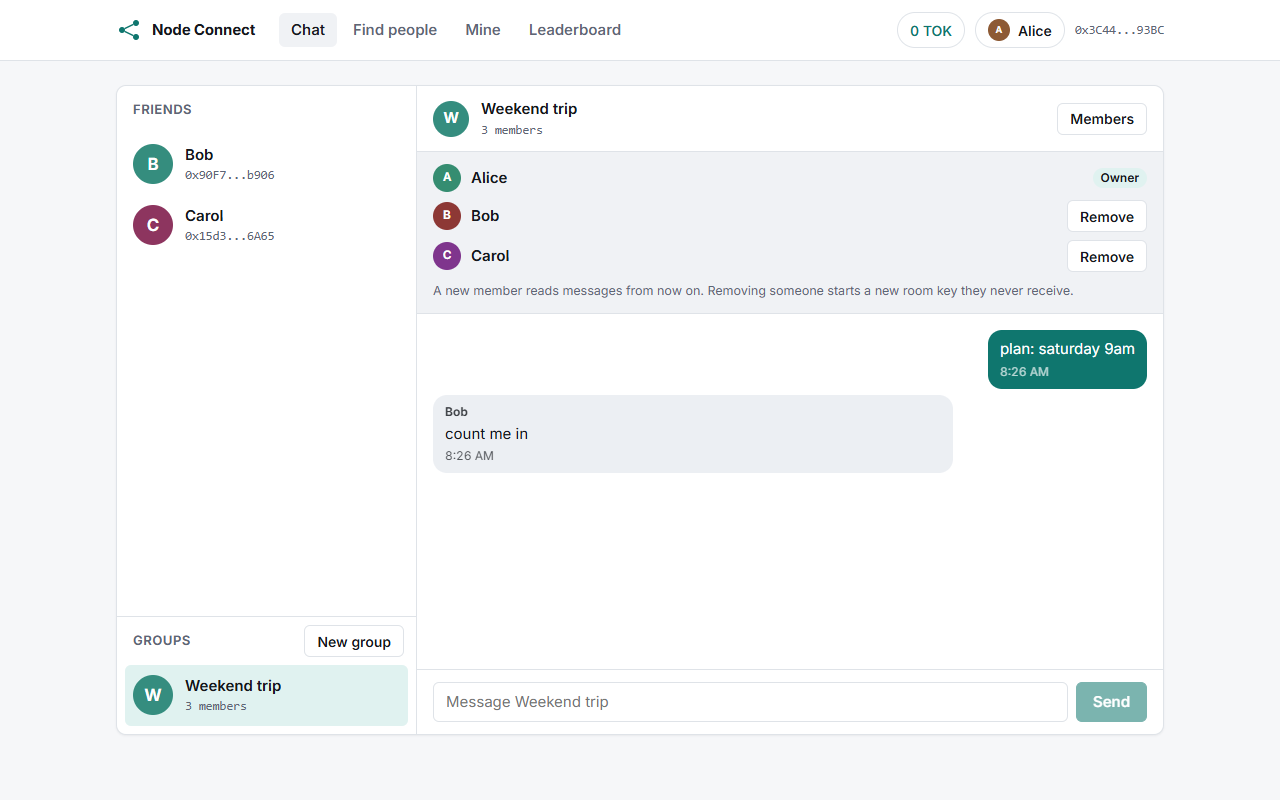 Node Connect
Chat
Find people
Mine
Leaderboard
0 TOK
A
Alice
0x3C44...93BC
FRIENDS
B
Bob
0x90F7...b906
C
Carol
0x15d3...6A65
GROUPS
New group
W
Weekend trip
3 members
W
Weekend trip
3 members
Members
A
Alice
Owner
B
Bob
Remove
C
Carol
Remove
A new member reads messages from now on. Removing someone starts a new room key they never receive.
plan: saturday 9am
8:26 AM
Bob
count me in
8:26 AM
Message Weekend trip
Send